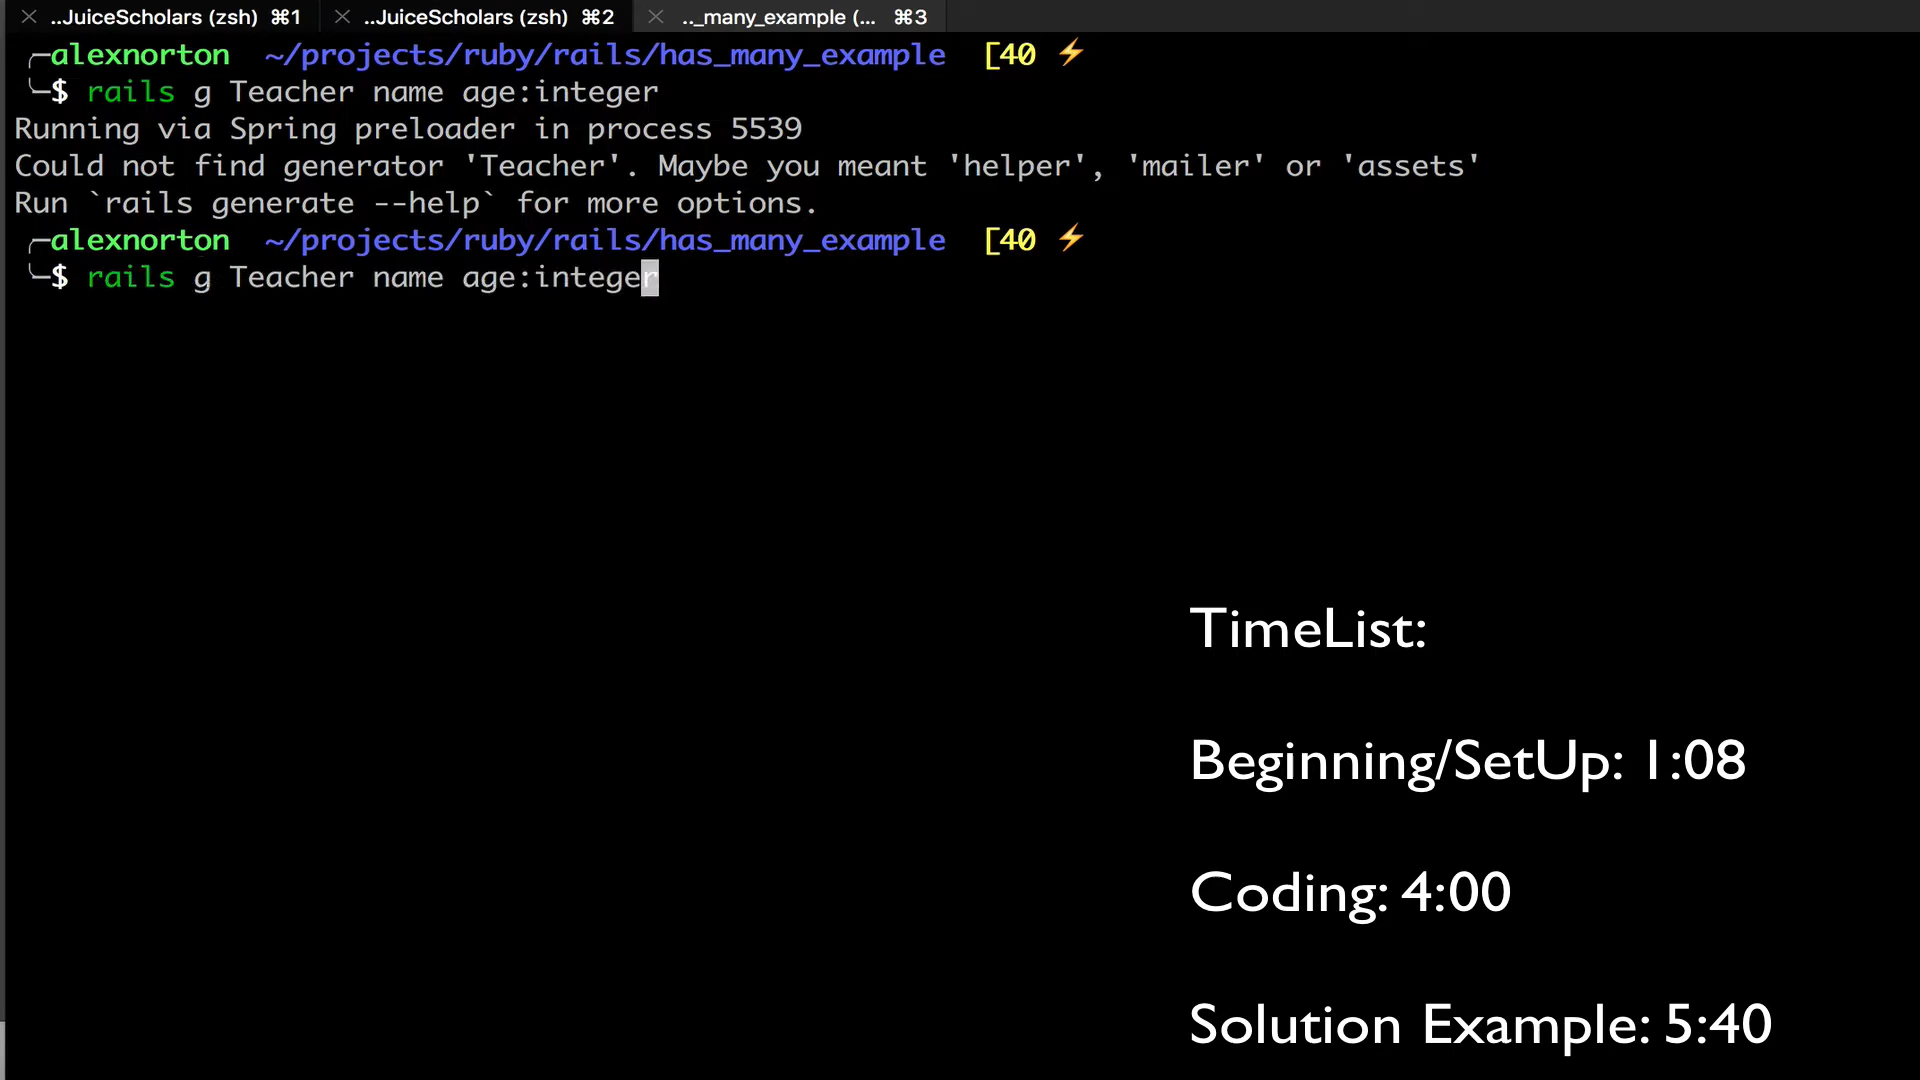 ..JuiceScholars (zsh) ⌘1 ..JuiceScholars (zsh) ⌘2 .._many_example (... ⌘3
alexnorton ~/projects/ruby/rails/has_many_example [40 ⚡
$ rails g Teacher name age:integer
Running via Spring preloader in process 5539
Could not find generator 'Teacher'. Maybe you meant 'helper', 'mailer' or 'assets'
Run `rails generate --help` for more options.
alexnorton ~/projects/ruby/rails/has_many_example [40 ⚡
$ rails g Teacher name age:integer
TimeList:
Beginning/SetUp: 1:08
Coding: 4:00
Solution Example: 5:40